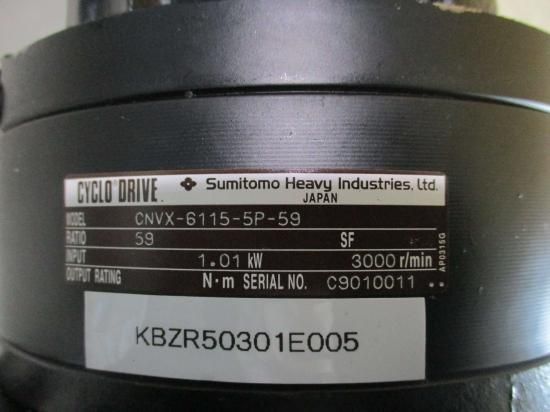 CYCLO® DRIVE Sumitomo Heavy Industries, Ltd.
JAPAN
MODEL CNVX-6115-5P-59
RATIO 59 SF
INPUT 1.01 kW 3000 r/min
OUTPUT RATING N·m SERIAL NO. C9010011
AP0315G
KBZR50301E005